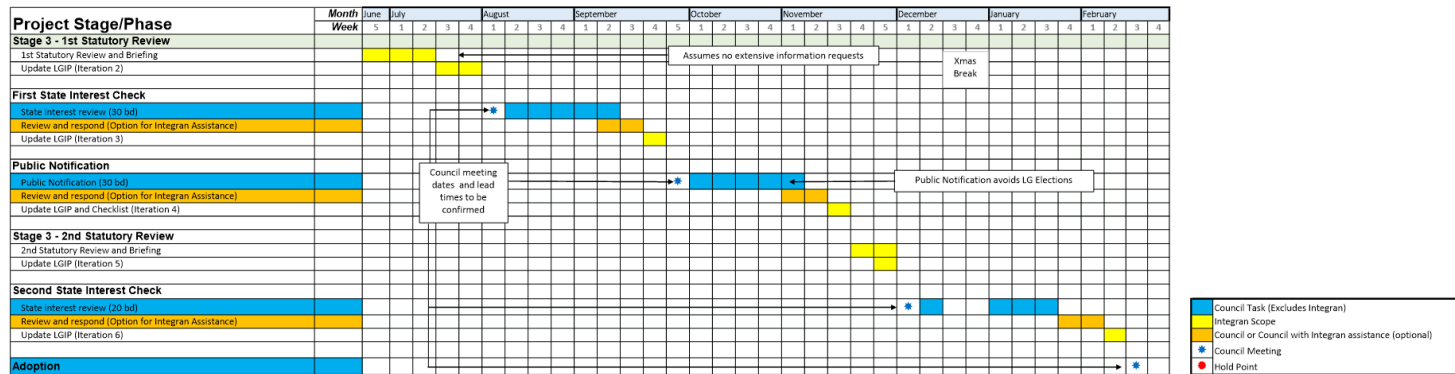 Project Stage/Phase
Month June July August September October November December January February
Week 5 1 2 3 4 1 2 3 4 1 2 3 4 5 1 2 3 4 1 2 3 4 5 1 2 3 4 1 2 3 4 1 2 3 4
Stage 3 - 1st Statutory Review
1st Statutory Review and Briefing
Assumes no extensive information requests
Xmas
Break
Update LGIP (Iteration 2)
First State Interest Check
State interest review (30 bd)
Review and respond (Option for Integran Assistance)
Update LGIP (Iteration 3)
Public Notification
Council meeting
dates and lead
times to be
confirmed
Public Notification (30 bd)
Public Notification avoids LG Elections
Review and respond (Option for Integran Assistance)
Update LGIP and Checklist (Iteration 4)
Stage 3 - 2nd Statutory Review
2nd Statutory Review and Briefing
Update LGIP (Iteration 5)
Second State Interest Check
State interest review (20 bd)
Review and respond (Option for Integran Assistance)
Update LGIP (Iteration 6)
Adoption
Council Task (Excludes Integran)
Integran Scope
Council or Council with Integran assistance (optional)
Council Meeting
Hold Point